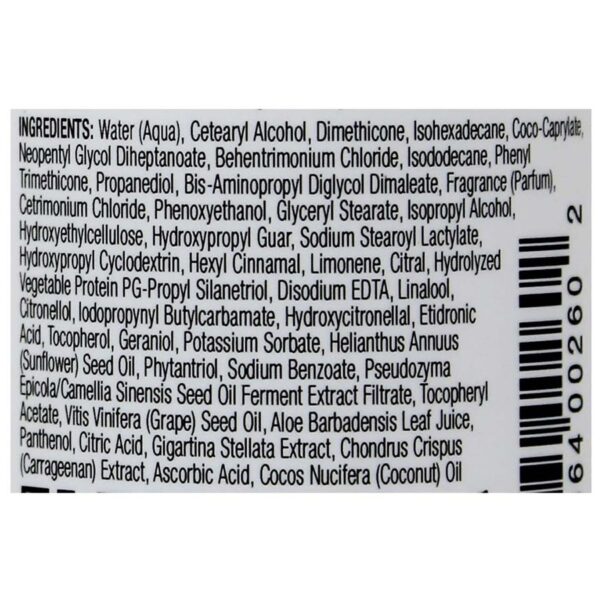 INGREDIENTS: Water (Aqua), Cetearyl Alcohol, Dimethicone, Isohexadecane, Coco-Caprylate,
Neopentyl Glycol Diheptanoate, Behentrimonium Chloride, Isododecane, Phenyl
Trimethicone, Propanediol, Bis-Aminopropyl Diglycol Dimaleate, Fragrance (Parfum),
Cetrimonium Chloride, Phenoxyethanol, Glyceryl Stearate, Isopropyl Alcohol,
Hydroxyethylcellulose, Hydroxypropyl Guar, Sodium Stearoyl Lactylate,
Hydroxypropyl Cyclodextrin, Hexyl Cinnamal, Limonene, Citral, Hydrolyzed
Vegetable Protein PG-Propyl Silanetriol, Disodium EDTA, Linalool,
Citronellol, Iodopropynyl Butylcarbamate, Hydroxycitronellal, Etidronic
Acid, Tocopherol, Geraniol, Potassium Sorbate, Helianthus Annuus
(Sunflower) Seed Oil, Phytantriol, Sodium Benzoate, Pseudozyma
Epicola/Camellia Sinensis Seed Oil Ferment Extract Filtrate, Tocopheryl
Acetate, Vitis Vinifera (Grape) Seed Oil, Aloe Barbadensis Leaf Juice,
Panthenol, Citric Acid, Gigartina Stellata Extract, Chondrus Crispus
(Carrageenan) Extract, Ascorbic Acid, Cocos Nucifera (Coconut) Oil
64 00260 2